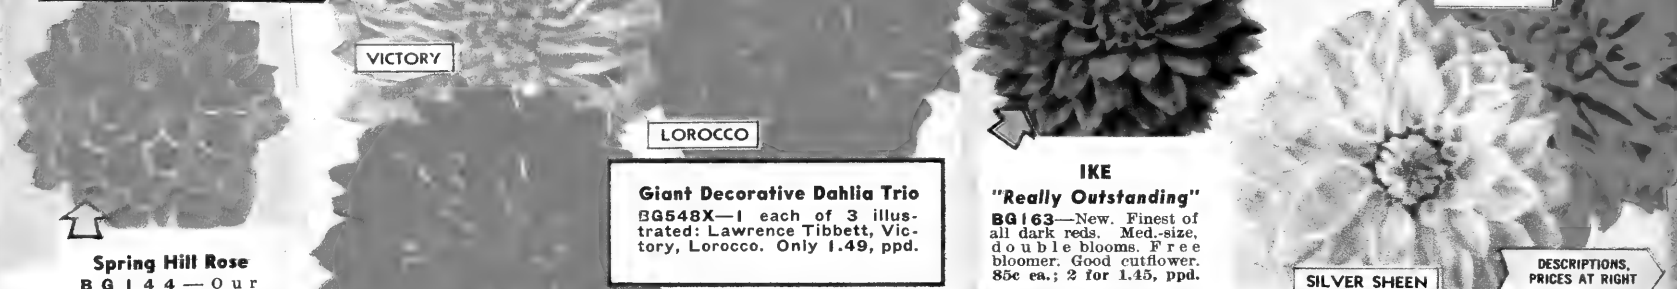 VICTORY
LOROCCO
Spring Hill Rose
BG144—Our
Giant Decorative Dahlia Trio
BG548X—1 each of 3 illus-
trated: Lawrence Tibbett, Vic-
tory, Lorocco. Only 1.49, ppd.
IKE
"Really Outstanding"
BG163—New. Finest of
all dark reds. Med.-size,
double blooms. Free
bloomer. Good cutflower.
85c ea.; 2 for 1.45, ppd.
SILVER SHEEN
DESCRIPTIONS,
PRICES AT RIGHT